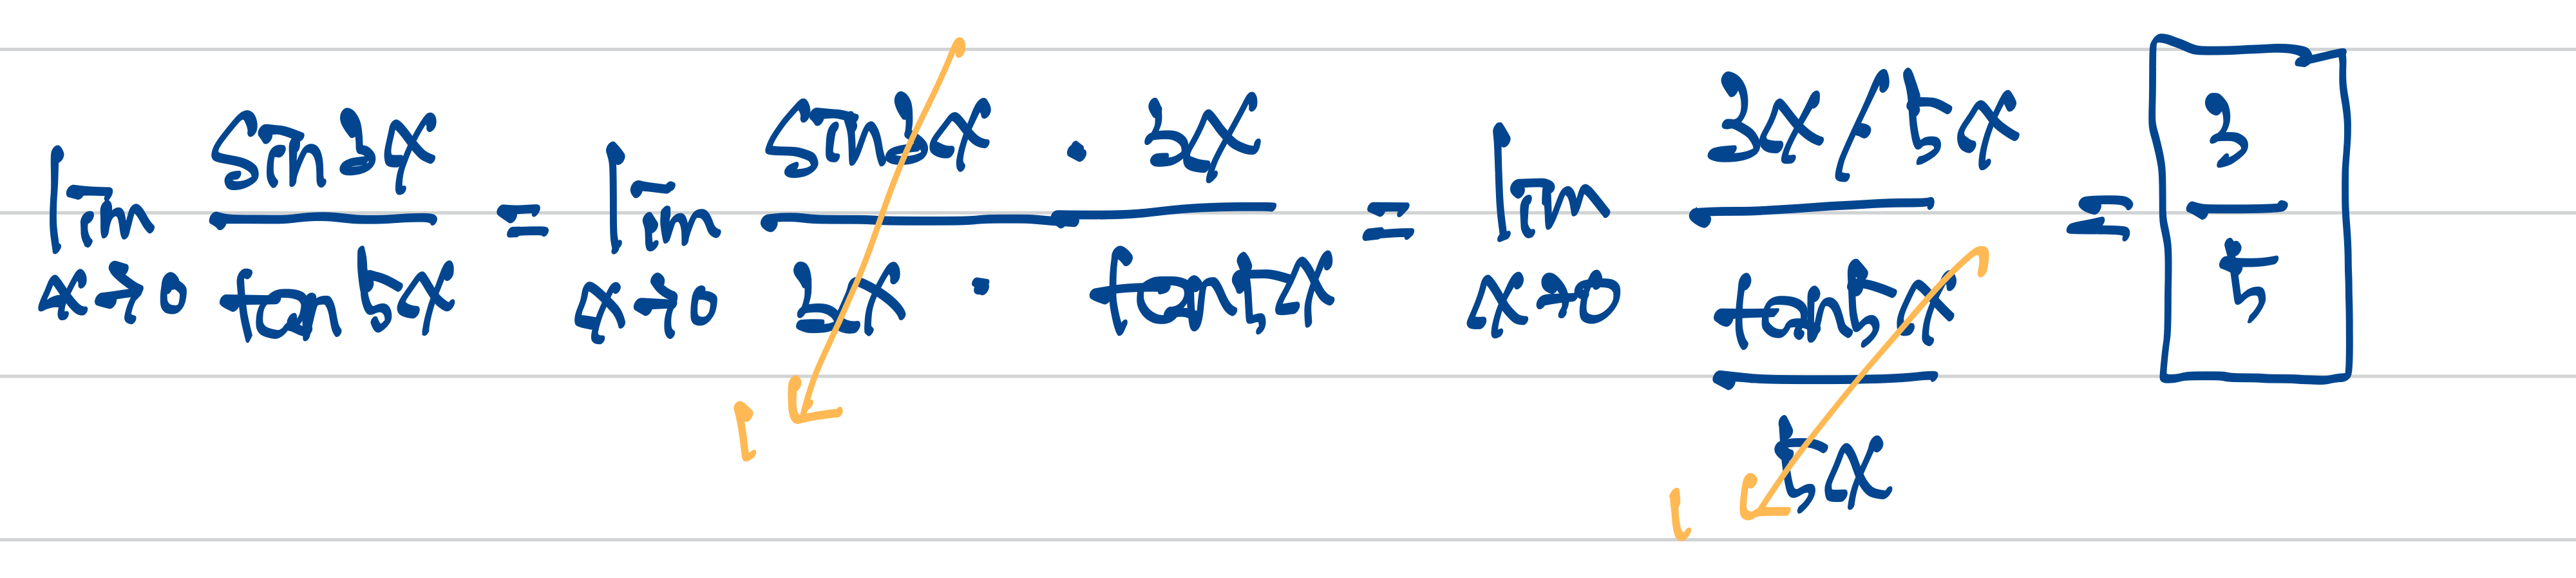 lim x→0 sin3x / tan5x = lim x→0 (sin3x · 3x) / (3x · tan5x) = lim x→0 (3x/5x) / (tan5x / 5x) = 3/5
1
1